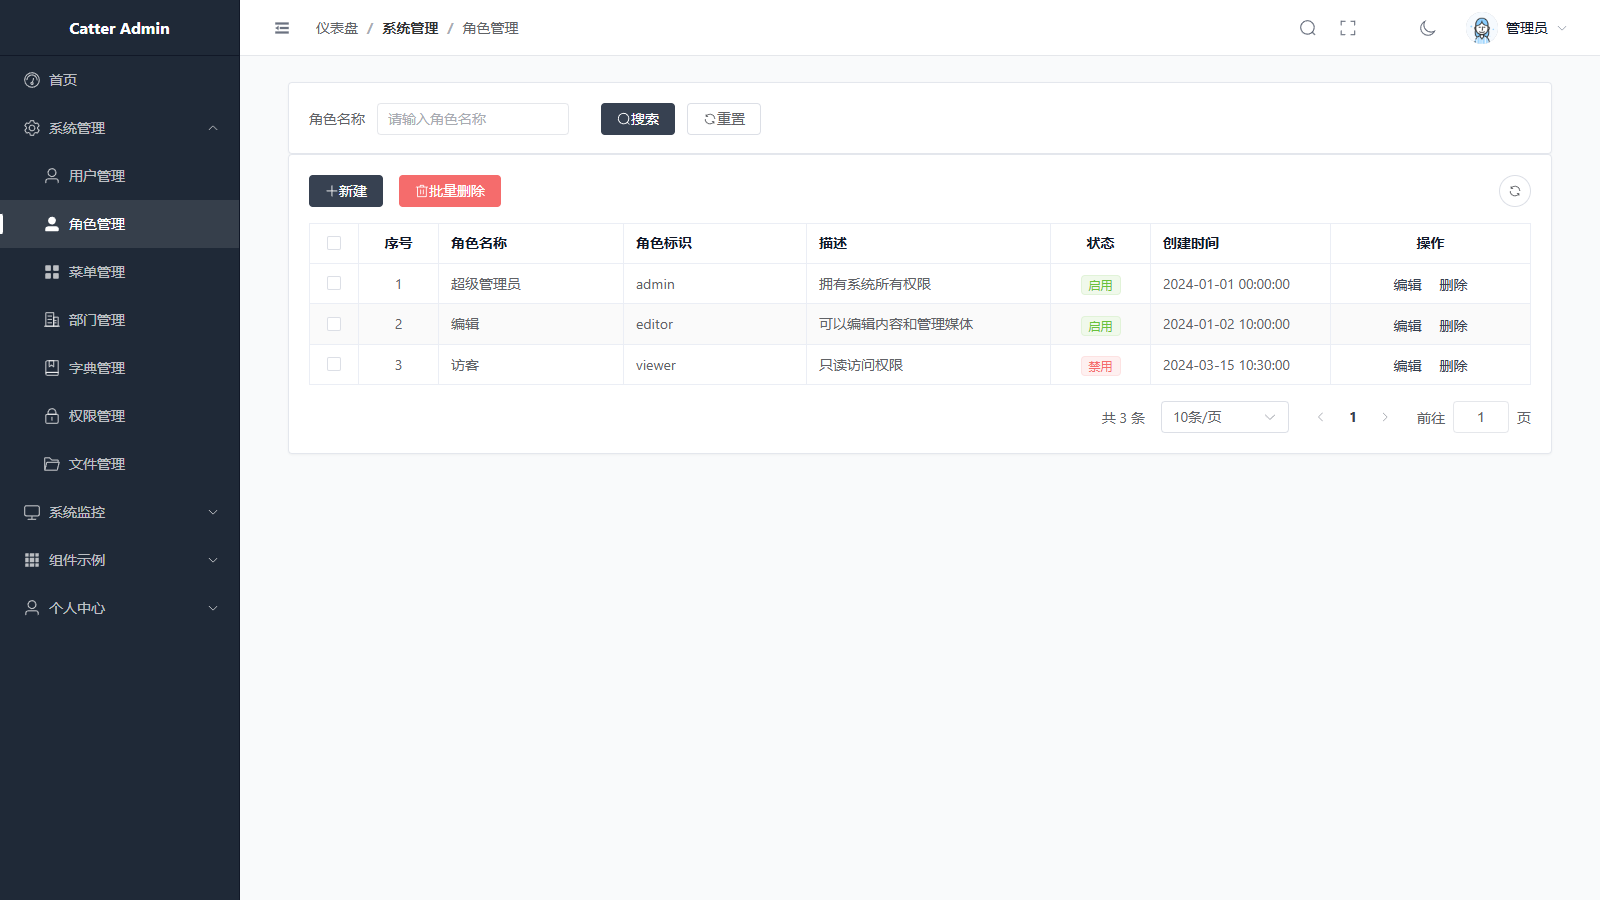 Catter Admin
首页
系统管理
用户管理
角色管理
菜单管理
部门管理
字典管理
权限管理
文件管理
系统监控
组件示例
个人中心
仪表盘 / 系统管理 / 角色管理
管理员
角色名称 请输入角色名称 搜索 重置
新建 批量删除
序号 角色名称 角色标识 描述 状态 创建时间 操作
1 超级管理员 admin 拥有系统所有权限 启用 2024-01-01 00:00:00 编辑 删除
2 编辑 editor 可以编辑内容和管理媒体 启用 2024-01-02 10:00:00 编辑 删除
3 访客 viewer 只读访问权限 禁用 2024-03-15 10:30:00 编辑 删除
共 3 条 10条/页 1 前往 1 页